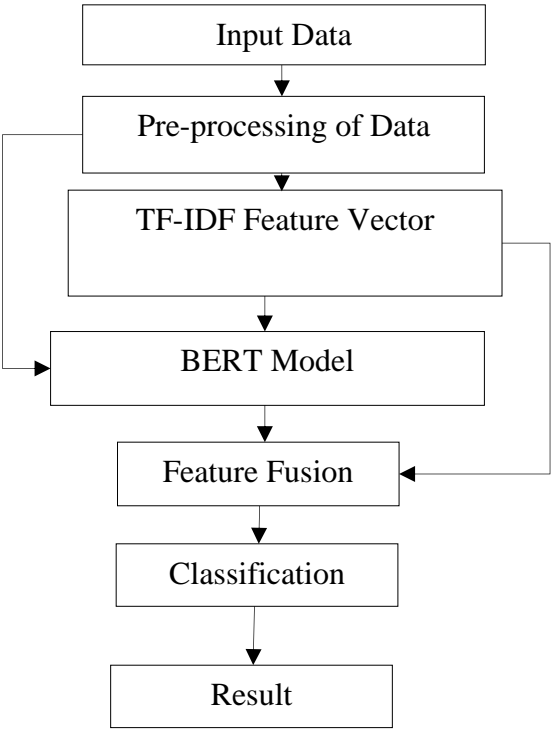 Input Data
Pre-processing of Data
TF-IDF Feature Vector
BERT Model
Feature Fusion
Classification
Result